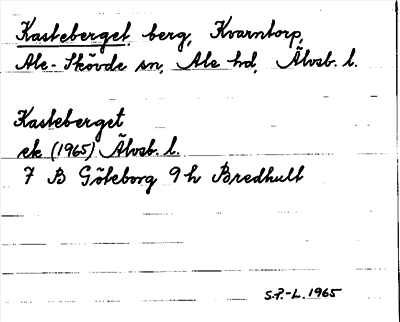 Kasteberget, berg, Kvarntorp,
Ale-Skövde sn, Ale hd, Älvsb. l.
Kasteberget
ek (1965) Älvsb. l.
7 B Göteborg 9 h Bredhult
S.F.-L. 1965